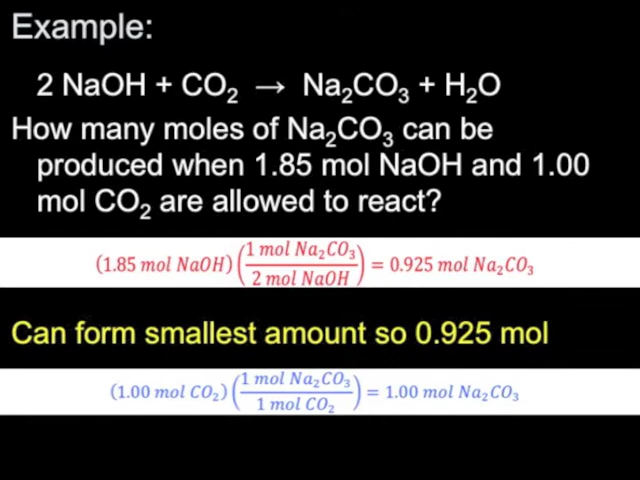 Example:
2 NaOH + CO₂ → Na₂CO₃ + H₂O
How many moles of Na₂CO₃ can be
produced when 1.85 mol NaOH and 1.00
mol CO₂ are allowed to react?
(1.85 mol NaOH)(1 mol Na₂CO₃/2 mol NaOH) = 0.925 mol Na₂CO₃
Can form smallest amount so 0.925 mol
(1.00 mol CO₂)(1 mol Na₂CO₃/1 mol CO₂) = 1.00 mol Na₂CO₃